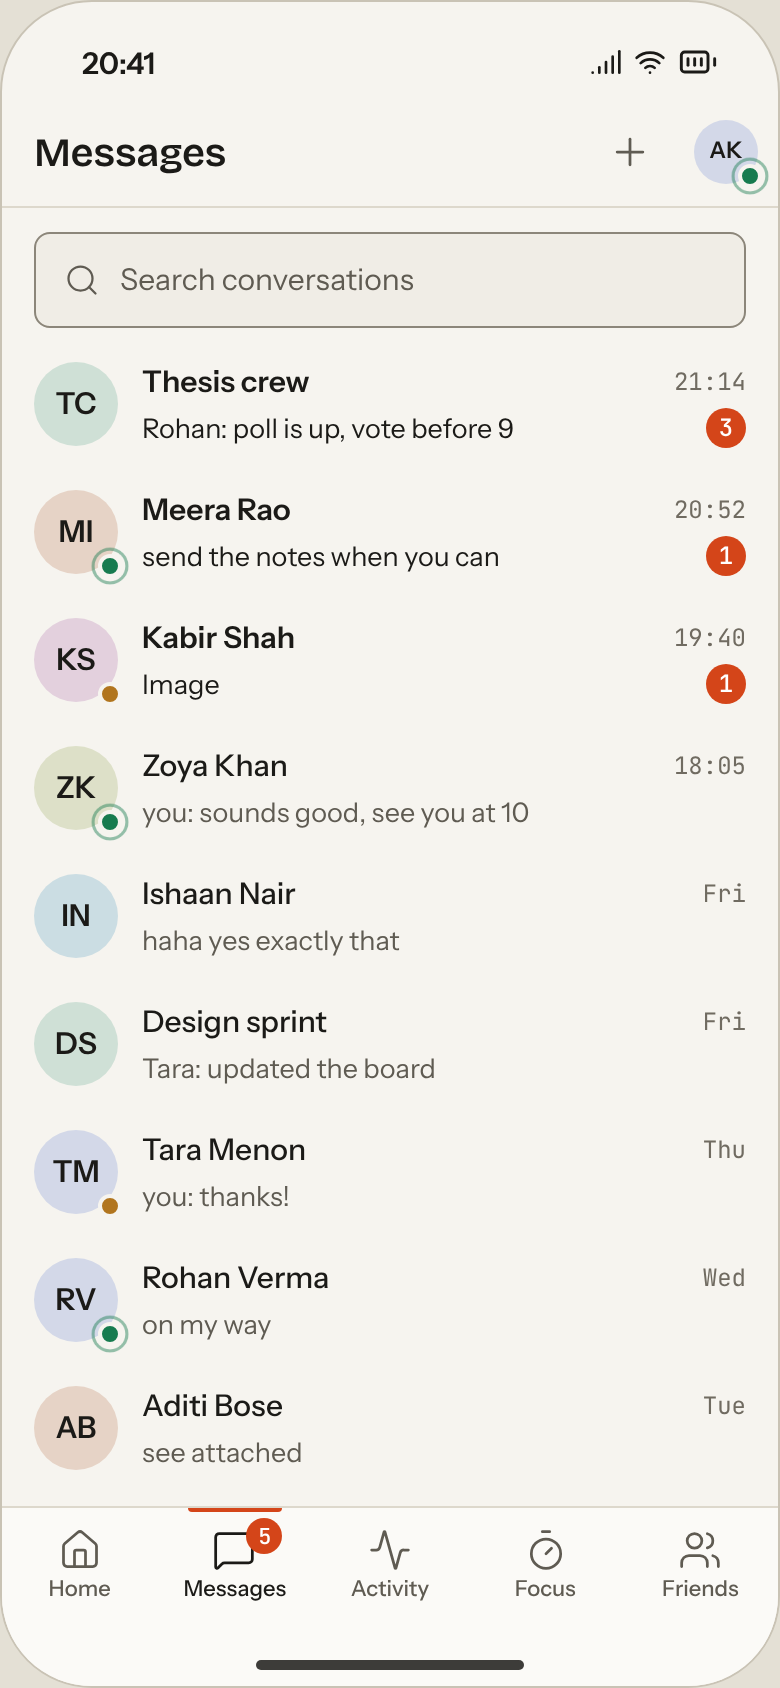 20:41
Messages
AK
Search conversations
TC
Thesis crew
21:14
Rohan: poll is up, vote before 9
3
MI
Meera Rao
20:52
send the notes when you can
1
KS
Kabir Shah
19:40
Image
1
ZK
Zoya Khan
18:05
you: sounds good, see you at 10
IN
Ishaan Nair
Fri
haha yes exactly that
DS
Design sprint
Fri
Tara: updated the board
TM
Tara Menon
Thu
you: thanks!
RV
Rohan Verma
Wed
on my way
AB
Aditi Bose
Tue
see attached
5
Home
Messages
Activity
Focus
Friends